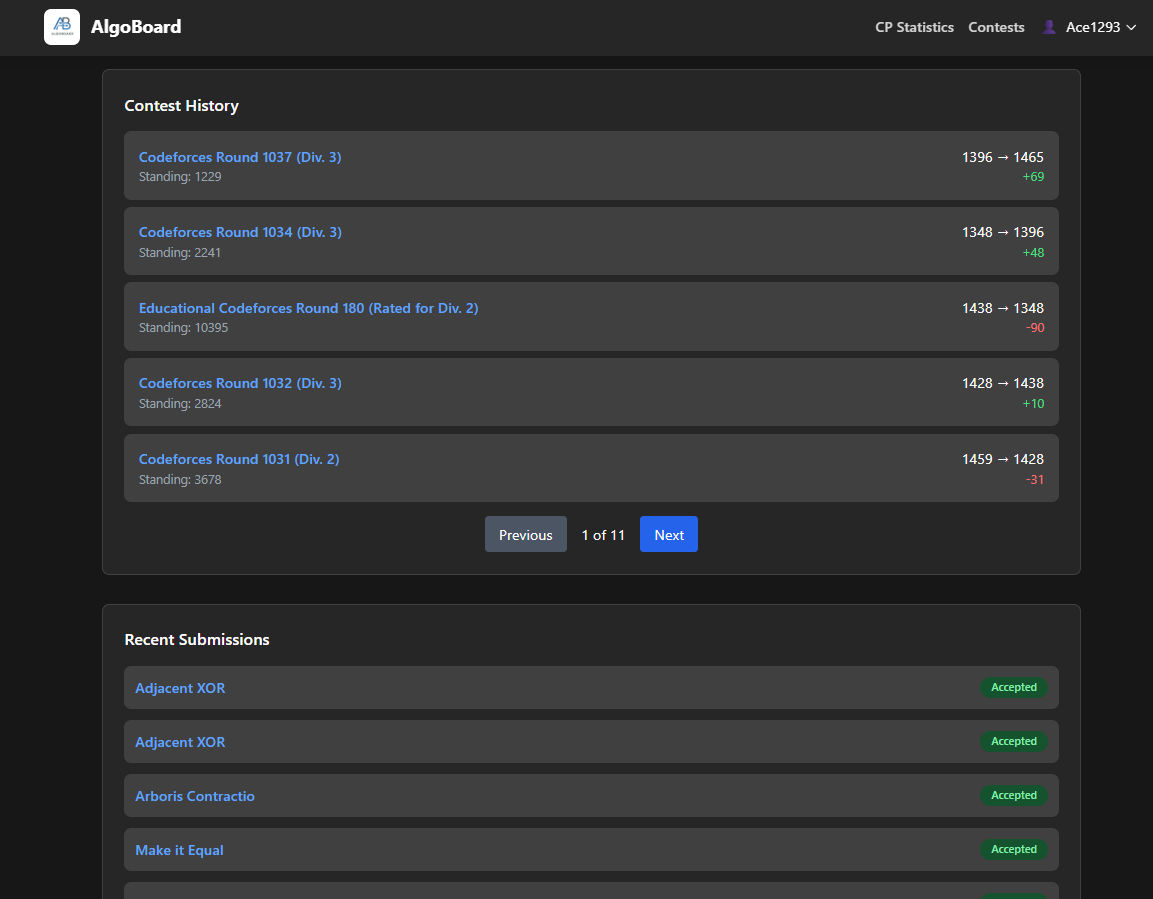 AB
ALGOBOARD
AlgoBoard
CP Statistics
Contests
Ace1293
Contest History
Codeforces Round 1037 (Div. 3)
1396 → 1465
Standing: 1229
+69
Codeforces Round 1034 (Div. 3)
1348 → 1396
Standing: 2241
+48
Educational Codeforces Round 180 (Rated for Div. 2)
1438 → 1348
Standing: 10395
-90
Codeforces Round 1032 (Div. 3)
1428 → 1438
Standing: 2824
+10
Codeforces Round 1031 (Div. 2)
1459 → 1428
Standing: 3678
-31
Previous
1 of 11
Next
Recent Submissions
Adjacent XOR
Accepted
Adjacent XOR
Accepted
Arboris Contractio
Accepted
Make it Equal
Accepted